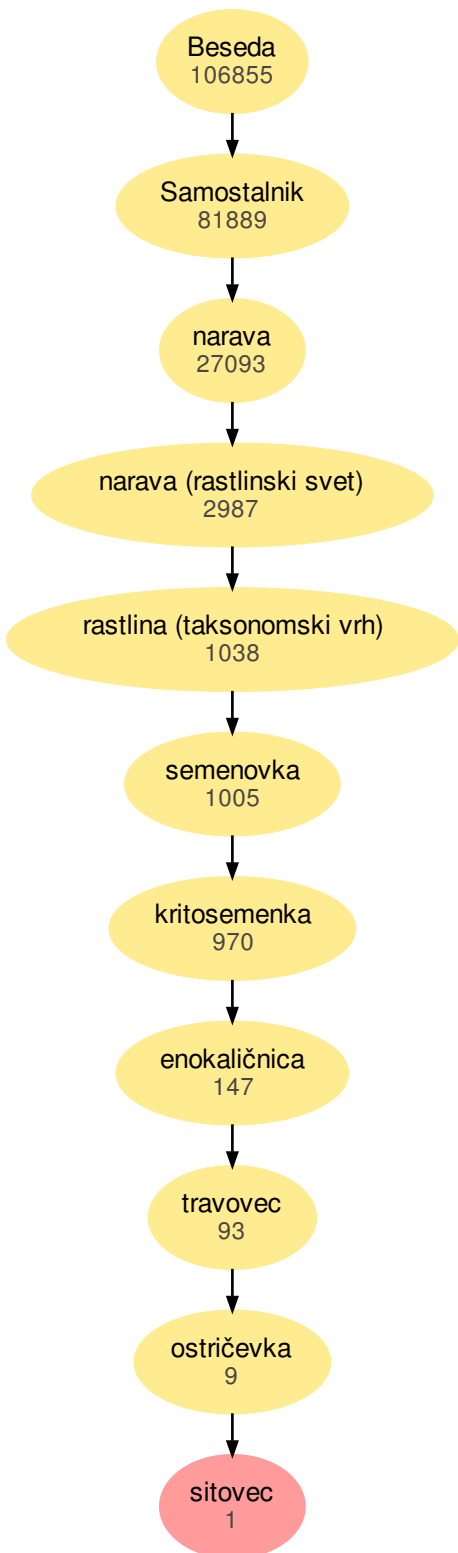 Beseda
106855
Samostalnik
81889
narava
27093
narava (rastlinski svet)
2987
rastlina (taksonomski vrh)
1038
semenovka
1005
kritosemenka
970
enokaličnica
147
travovec
93
ostričevka
9
sitovec
1